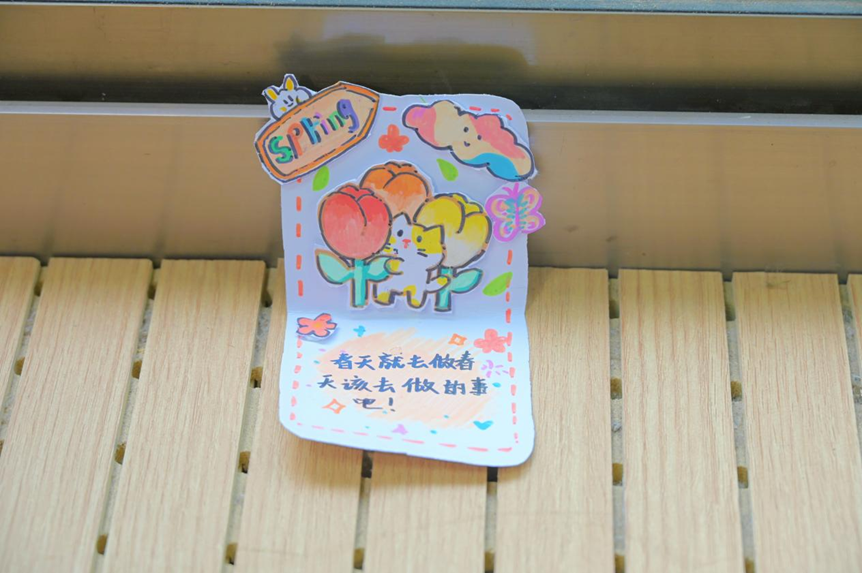 spring
春天就去做春
天该去做的事
吧！